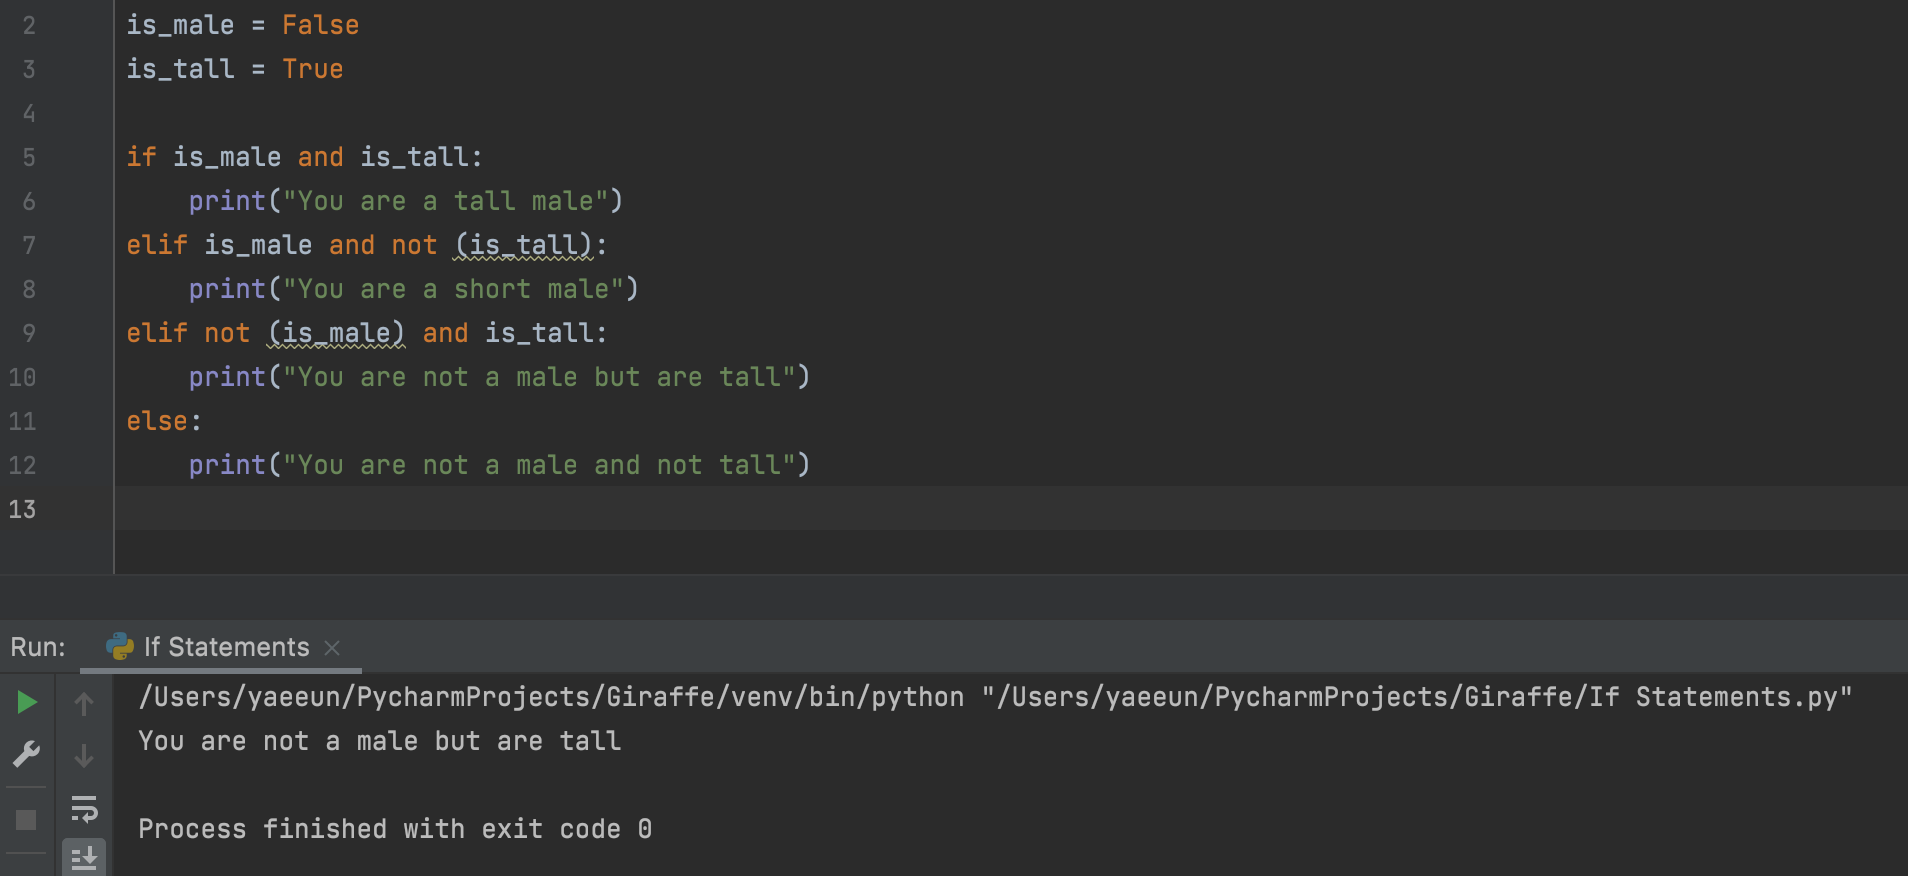 2 is_male = False
3 is_tall = True
4
5 if is_male and is_tall:
6     print("You are a tall male")
7 elif is_male and not (is_tall):
8     print("You are a short male")
9 elif not (is_male) and is_tall:
10     print("You are not a male but are tall")
11 else:
12     print("You are not a male and not tall")
13
Run: If Statements
/Users/yaeeun/PycharmProjects/Giraffe/venv/bin/python "/Users/yaeeun/PycharmProjects/Giraffe/If Statements.py"
You are not a male but are tall
Process finished with exit code 0